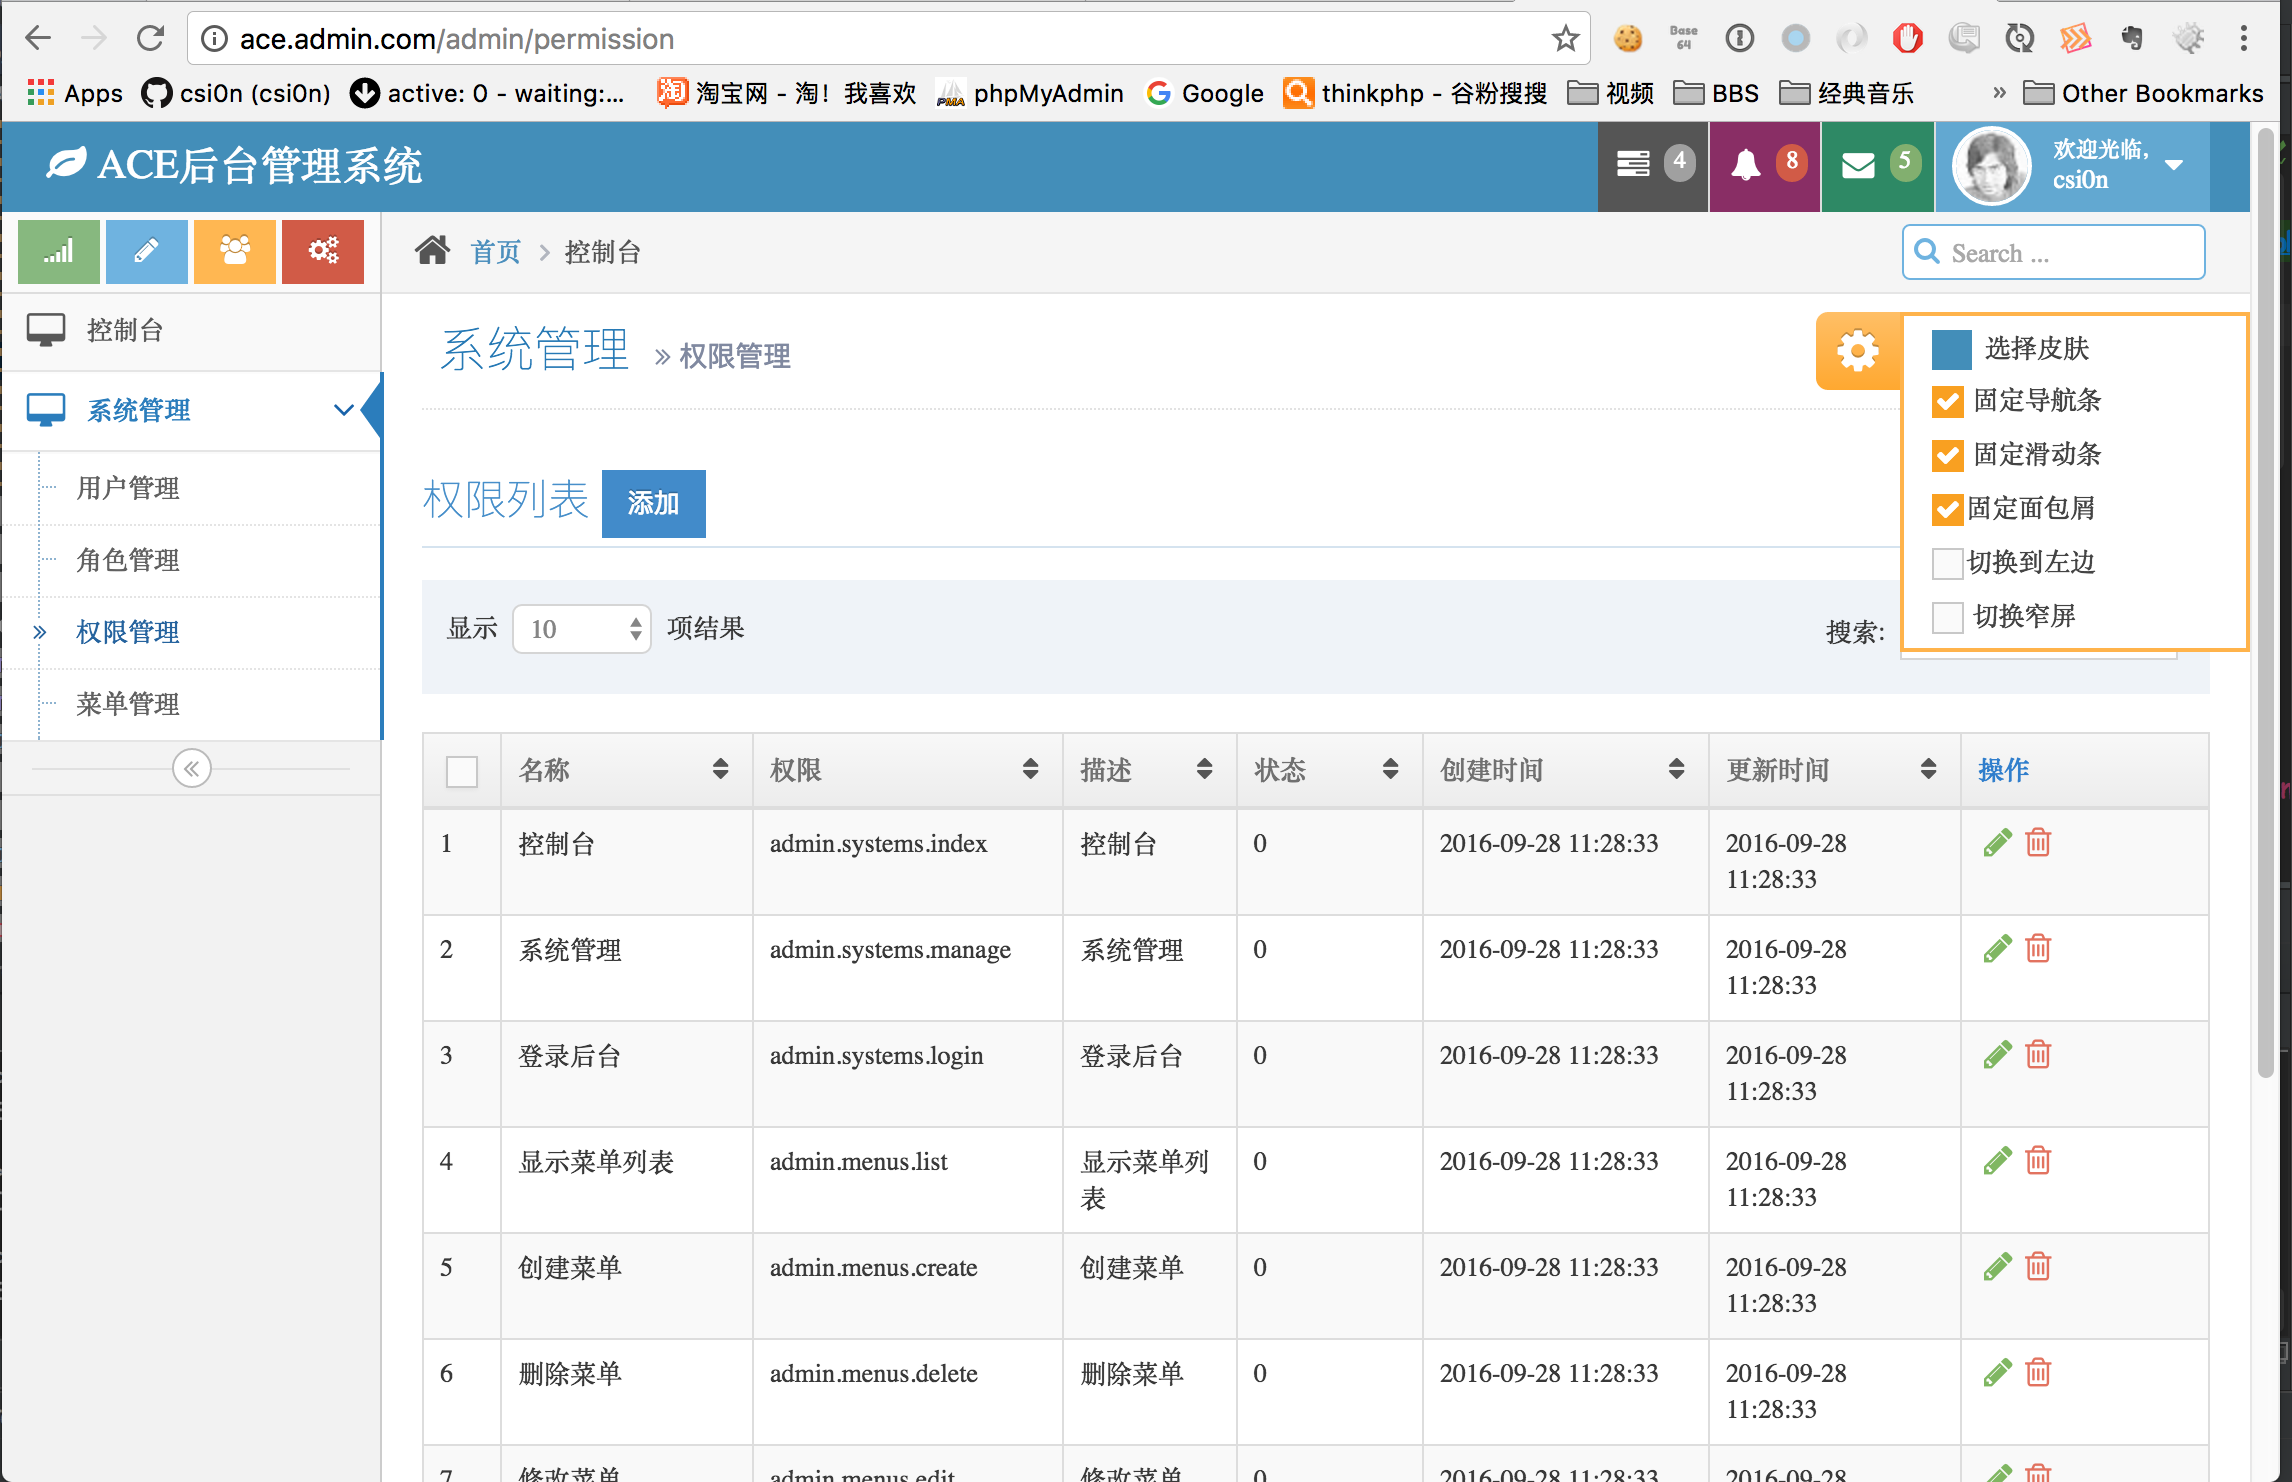 ace.admin.com/admin/permission
Base
64
Apps
csi0n (csi0n)
active: 0 - waiting:...
淘宝网 - 淘！我喜欢
phpMyAdmin
Google
thinkphp - 谷粉搜搜
视频
BBS
经典音乐
»
Other Bookmarks
ACE后台管理系统
4
8
5
欢迎光临,
csi0n
首页
控制台
Search ...
控制台
系统管理
用户管理
角色管理
权限管理
菜单管理
系统管理 » 权限管理
选择皮肤
固定导航条
固定滑动条
固定面包屑
切换到左边
切换窄屏
权限列表 添加
显示 10 项结果
搜索:
名称 权限 描述 状态 创建时间 更新时间 操作
1 控制台 admin.systems.index 控制台 0 2016-09-28 11:28:33 2016-09-28
11:28:33
2 系统管理 admin.systems.manage 系统管理 0 2016-09-28 11:28:33 2016-09-28
11:28:33
3 登录后台 admin.systems.login 登录后台 0 2016-09-28 11:28:33 2016-09-28
11:28:33
4 显示菜单列表 admin.menus.list 显示菜单列 0 2016-09-28 11:28:33 2016-09-28
表 11:28:33
5 创建菜单 admin.menus.create 创建菜单 0 2016-09-28 11:28:33 2016-09-28
11:28:33
6 删除菜单 admin.menus.delete 删除菜单 0 2016-09-28 11:28:33 2016-09-28
11:28:33
7 修改菜单 admin.menus.edit 修改菜单 0 2016-09-28 11:28:33 2016-09-28